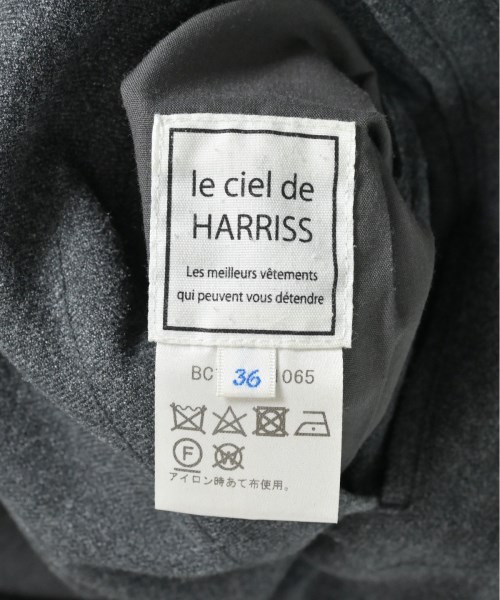 le ciel de
HARRISS
Les meilleurs vêtements
qui peuvent vous détendre
BC 36 065
F W
アイロン時あて布使用。